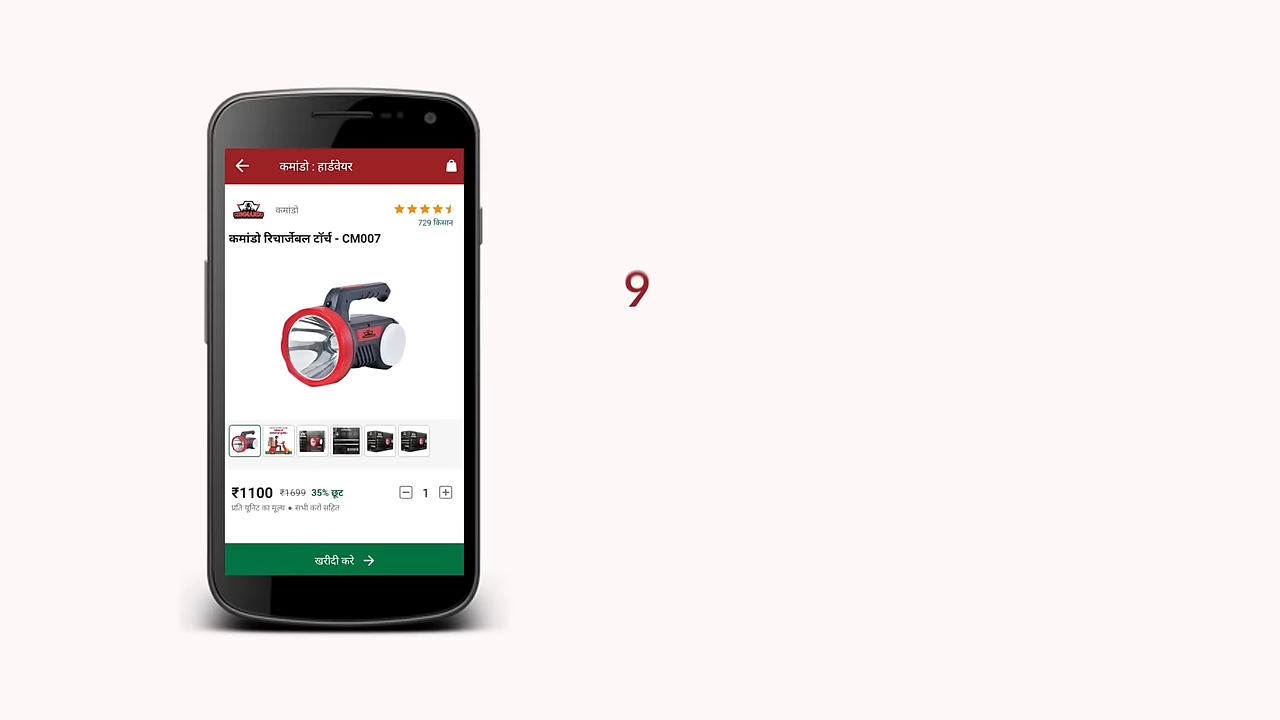 कमांडो : हार्डवेयर
COMMANDO
कमांडो
729 किसान
कमांडो रिचार्जेबल टॉर्च - CM007
9
₹1100 ₹1699 35% छूट
1
प्रति यूनिट का मूल्य • सभी करों सहित
खरीदी करे